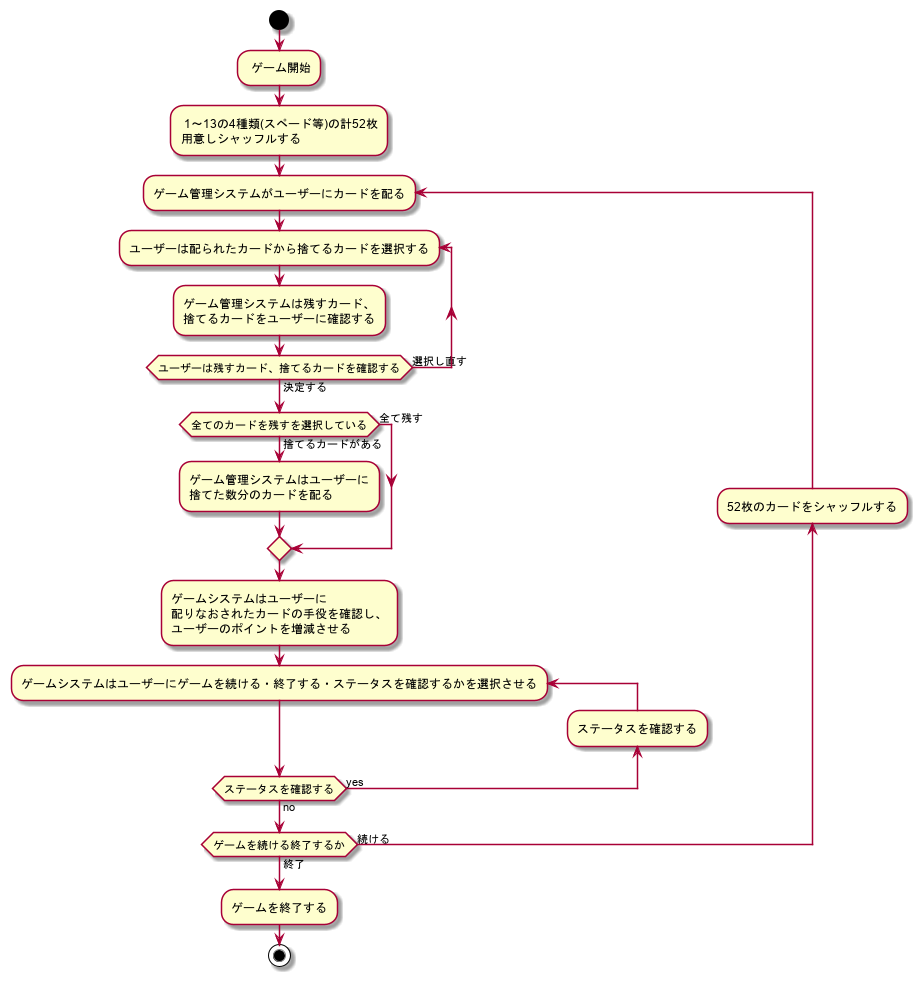 ゲーム開始
1～13の4種類(スペード等)の計52枚
用意しシャッフルする
ゲーム管理システムがユーザーにカードを配る
ユーザーは配られたカードから捨てるカードを選択する
ゲーム管理システムは残すカード、
捨てるカードをユーザーに確認する
ユーザーは残すカード、捨てるカードを確認する
選択し直す
決定する
全てのカードを残すを選択している
全て残す
捨てるカードがある
ゲーム管理システムはユーザーに
捨てた数分のカードを配る
52枚のカードをシャッフルする
ゲームシステムはユーザーに
配りなおされたカードの手役を確認し、
ユーザーのポイントを増減させる
ゲームシステムはユーザーにゲームを続ける・終了する・ステータスを確認するかを選択させる
ステータスを確認する
ステータスを確認する
yes
no
ゲームを続ける終了するか
続ける
終了
ゲームを終了する